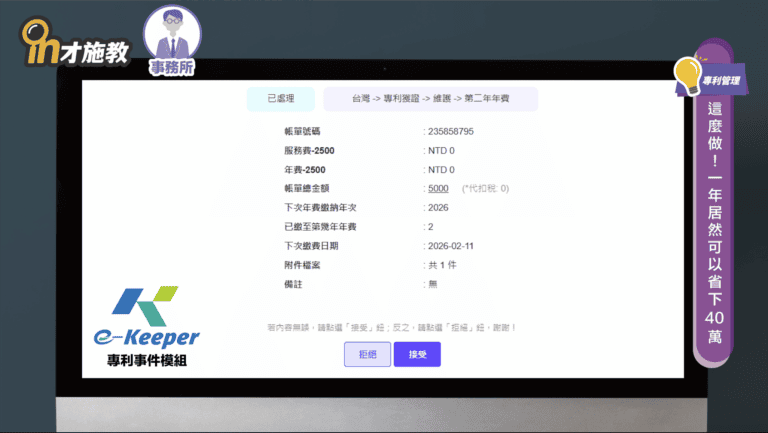 in才施教
事務所
專利管理
這麼做！一年居然可以省下40萬
已處理
台灣 -> 專利獲證 -> 維護 -> 第二年年費
帳單號碼 : 235858795
服務費-2500 : NTD 0
年費-2500 : NTD 0
帳單總金額 : 5000 (*代扣稅: 0)
下次年費繳納年次 : 2026
已繳至第幾年年費 : 2
下次繳費日期 : 2026-02-11
附件檔案 : 共 1 件
備註 : 無
若內容無誤，請點選「接受」鈕；反之，請點選「拒絕」鈕，謝謝！
拒絕
接受
e-Keeper
專利事件模組